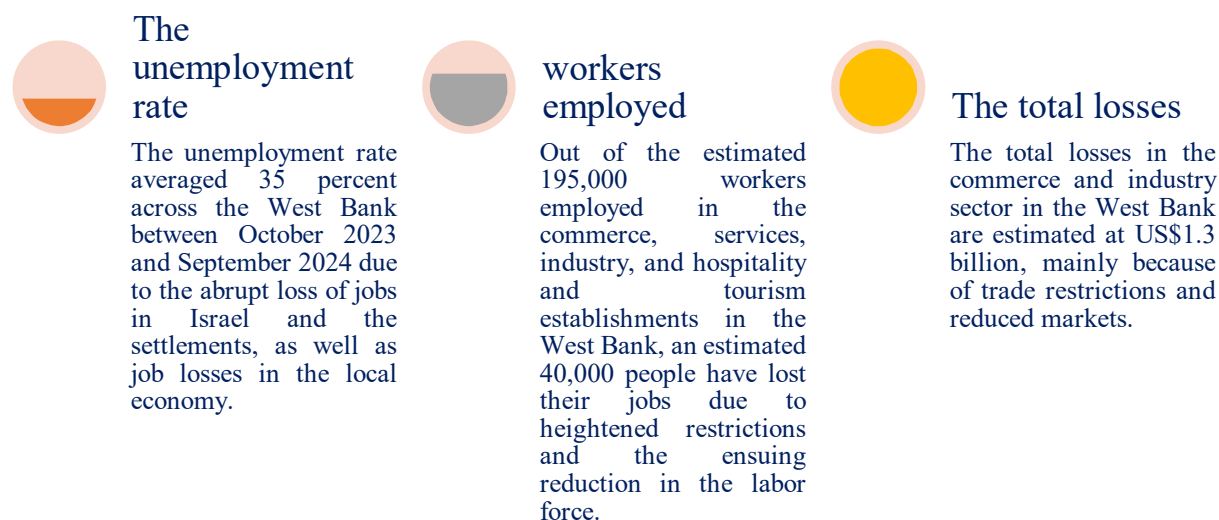 The
unemployment
rate
The unemployment rate
averaged 35 percent
across the West Bank
between October 2023
and September 2024 due
to the abrupt loss of jobs
in Israel and the
settlements, as well as
job losses in the local
economy.
workers
employed
Out of the estimated
195,000 workers
employed in the
commerce, services,
industry, and hospitality
and tourism
establishments in the
West Bank, an estimated
40,000 people have lost
their jobs due to
heightened restrictions
and the ensuing
reduction in the labor
force.
The total losses
The total losses in the
commerce and industry
sector in the West Bank
are estimated at US$1.3
billion, mainly because
of trade restrictions and
reduced markets.